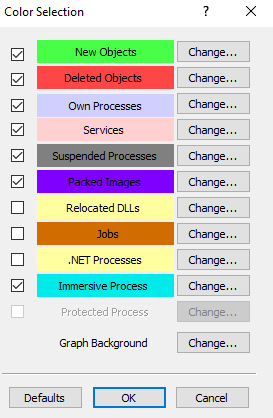 Color Selection ? ✕
New Objects Change...
Deleted Objects Change...
Own Processes Change...
Services Change...
Suspended Processes Change...
Packed Images Change...
Relocated DLLs Change...
Jobs Change...
.NET Processes Change...
Immersive Process Change...
Protected Process Change...
Graph Background Change...
Defaults OK Cancel